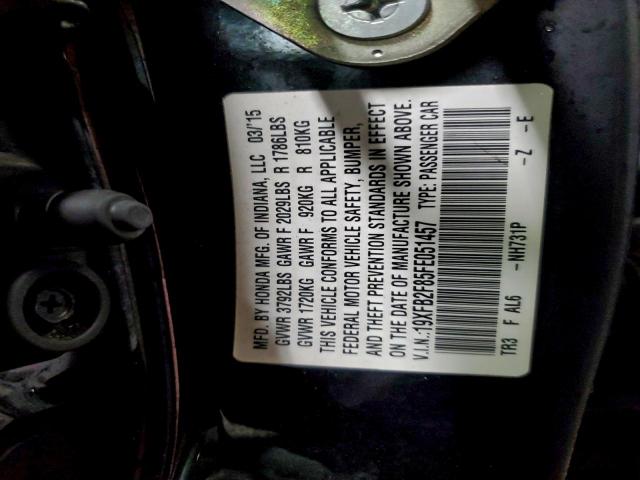 MFD. BY HONDA MFG. OF INDIANA, LLC 03/'15
GVWR 3792LBS GAWR F 2029LBS R 1786LBS
GVWR 1720KG GAWR F 920KG R 810KG
THIS VEHICLE CONFORMS TO ALL APPLICABLE
FEDERAL MOTOR VEHICLE SAFETY, BUMPER,
AND THEFT PREVENTION STANDARDS IN EFFECT
ON THE DATE OF MANUFACTURE SHOWN ABOVE.
V.I.N. 19XFB2F85FE051457 TYPE: PASSENGER CAR
TR3 F AL6 -NH731P -Z -E